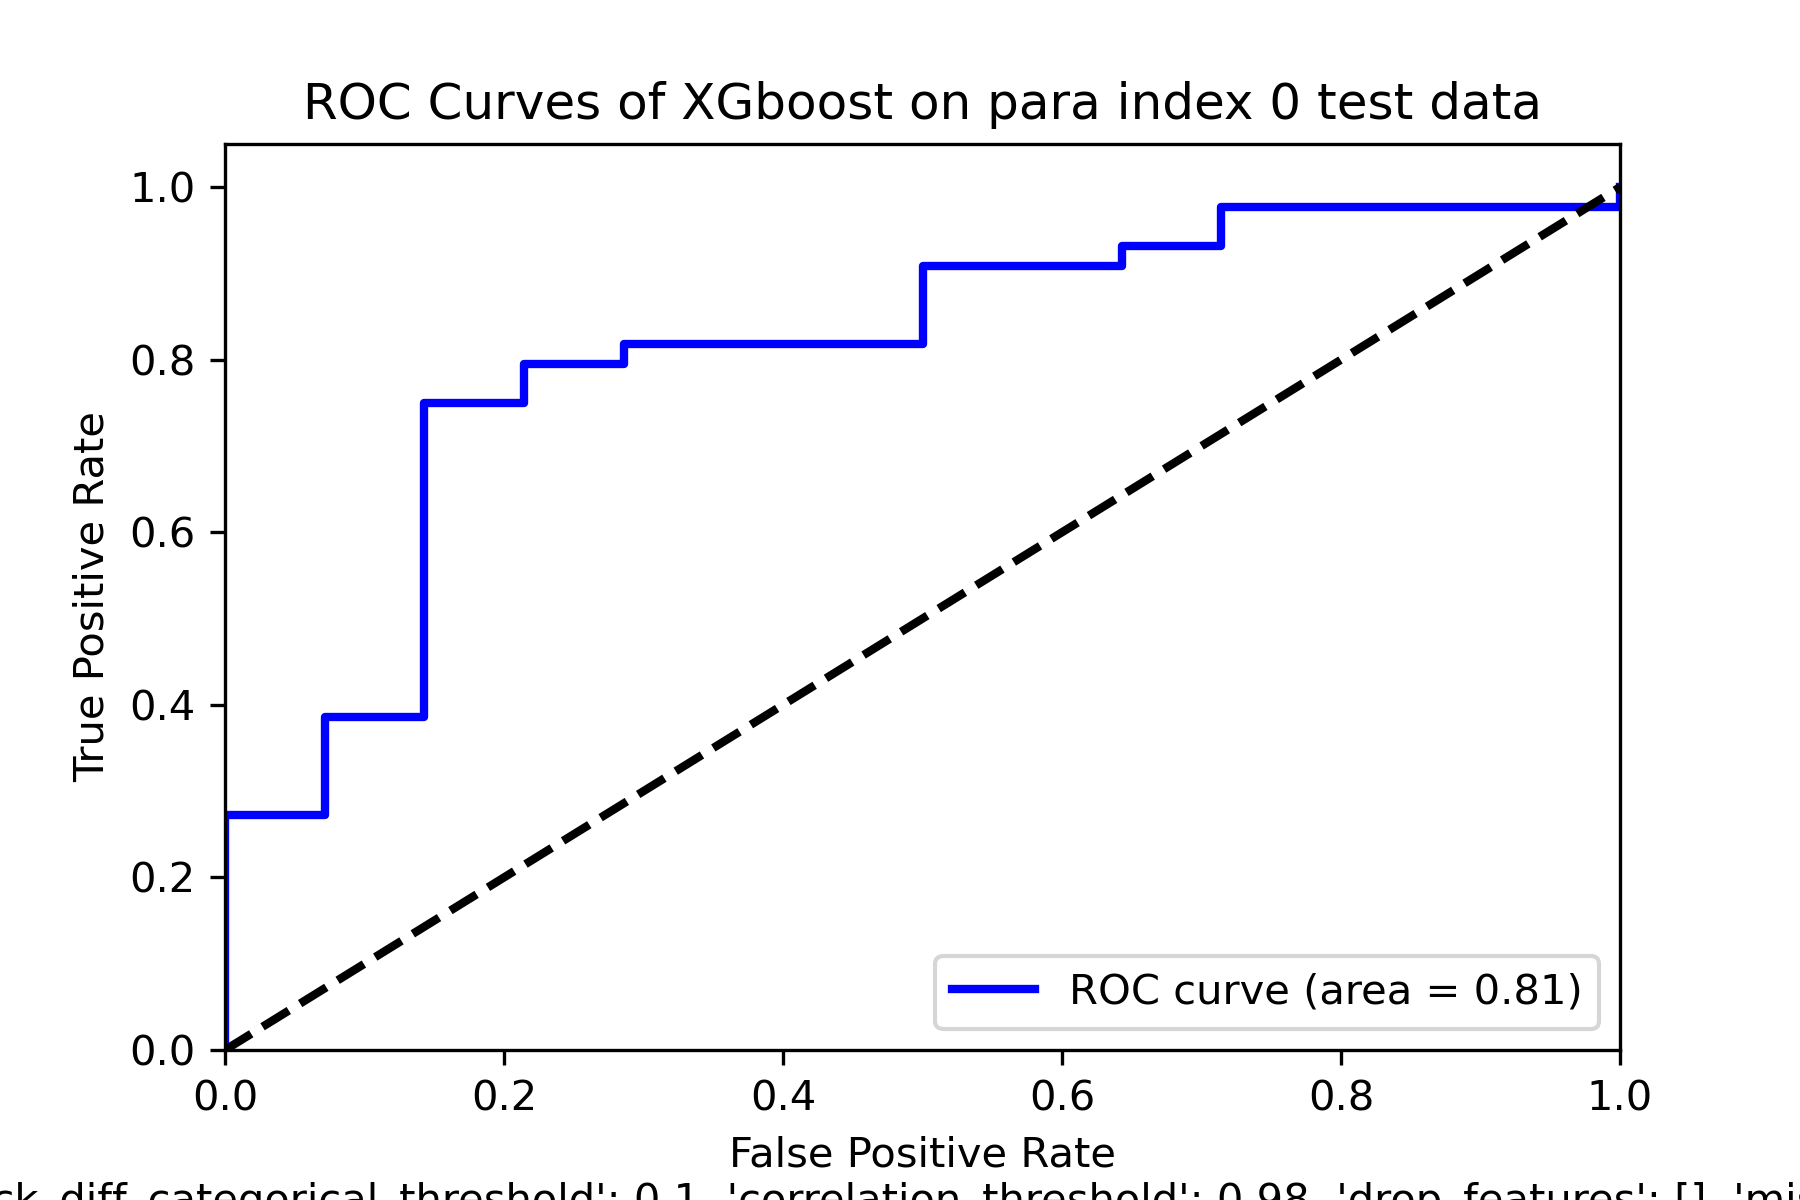 ROC Curves of XGboost on para index 0 test data
1.0
0.8
0.6
0.4
0.2
0.0
True Positive Rate
ROC curve (area = 0.81)
0.0 0.2 0.4 0.6 0.8 1.0
False Positive Rate
diff_categorical_threshold': 0.1, 'correlation_threshold': 0.98, 'drop_features': [],